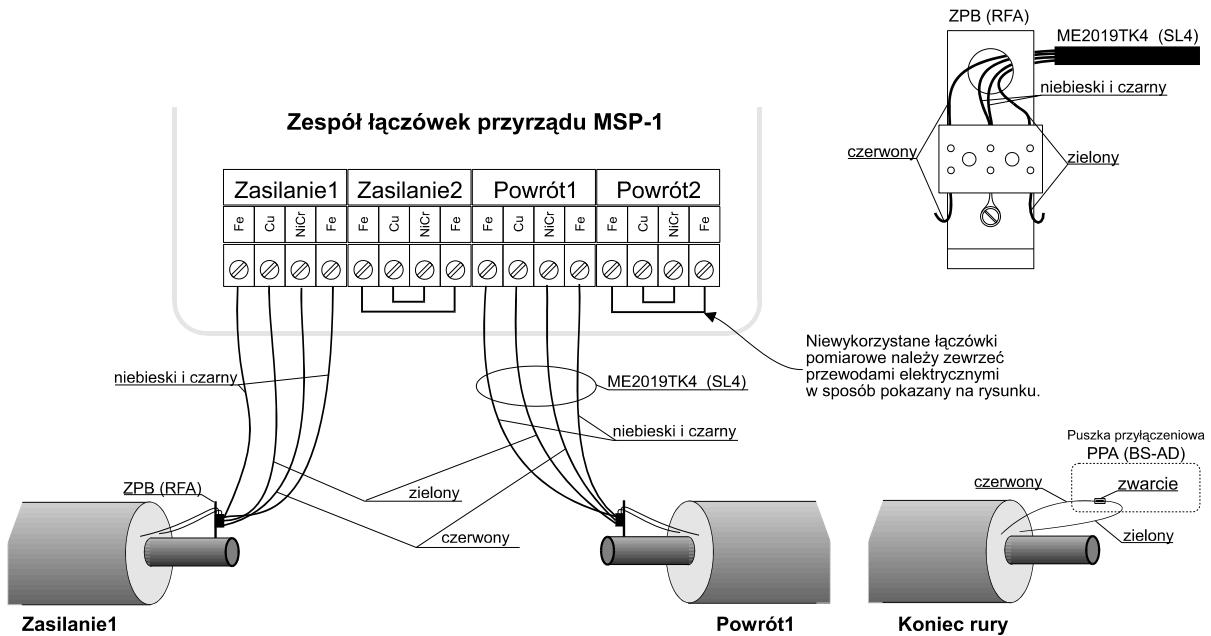 ZPB (RFA)
ME2019TK4 (SL4)
niebieski i czarny
czerwony
zielony
Zespół łączówek przyrządu MSP-1
Zasilanie1 Zasilanie2 Powrót1 Powrót2
Fe Cu NiCr Fe Fe Cu NiCr Fe Fe Cu NiCr Fe Fe Cu NiCr Fe
Niewykorzystane łączówki
pomiarowe należy zewrzeć
przewodami elektrycznymi
w sposób pokazany na rysunku.
niebieski i czarny
ME2019TK4 (SL4)
niebieski i czarny
ZPB (RFA)
zielony
czerwony
Puszka przyłączeniowa
PPA (BS-AD)
czerwony
zwarcie
zielony
Zasilanie1
Powrót1
Koniec rury